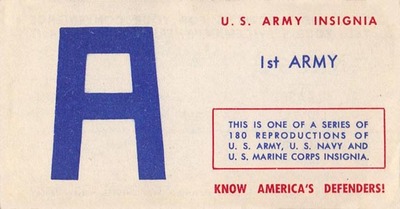 A
U. S. ARMY INSIGNIA
1st ARMY
THIS IS ONE OF A SERIES OF
180 REPRODUCTIONS OF
U. S. ARMY, U. S. NAVY AND
U. S. MARINE CORPS INSIGNIA.
KNOW AMERICA'S DEFENDERS!